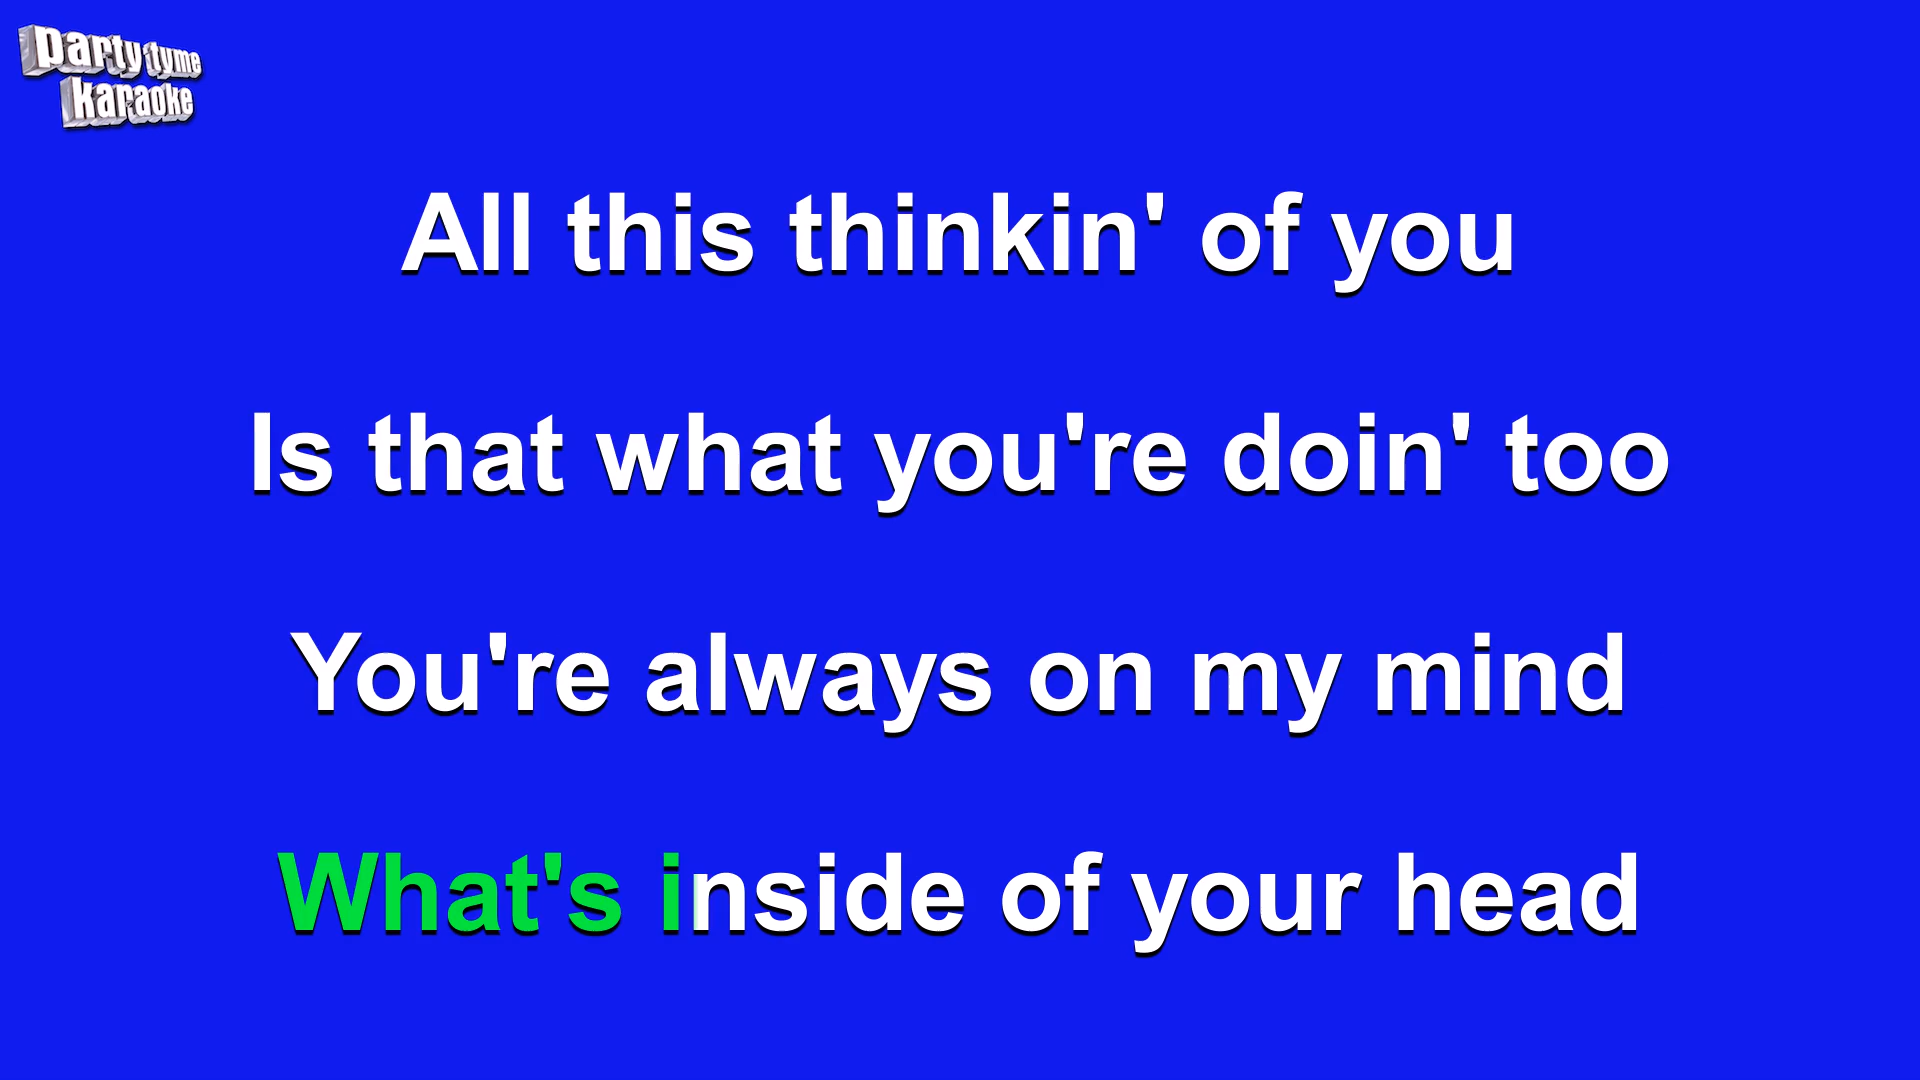 party tyme
karaoke
All this thinkin' of you
Is that what you're doin' too
You're always on my mind
What's inside of your head